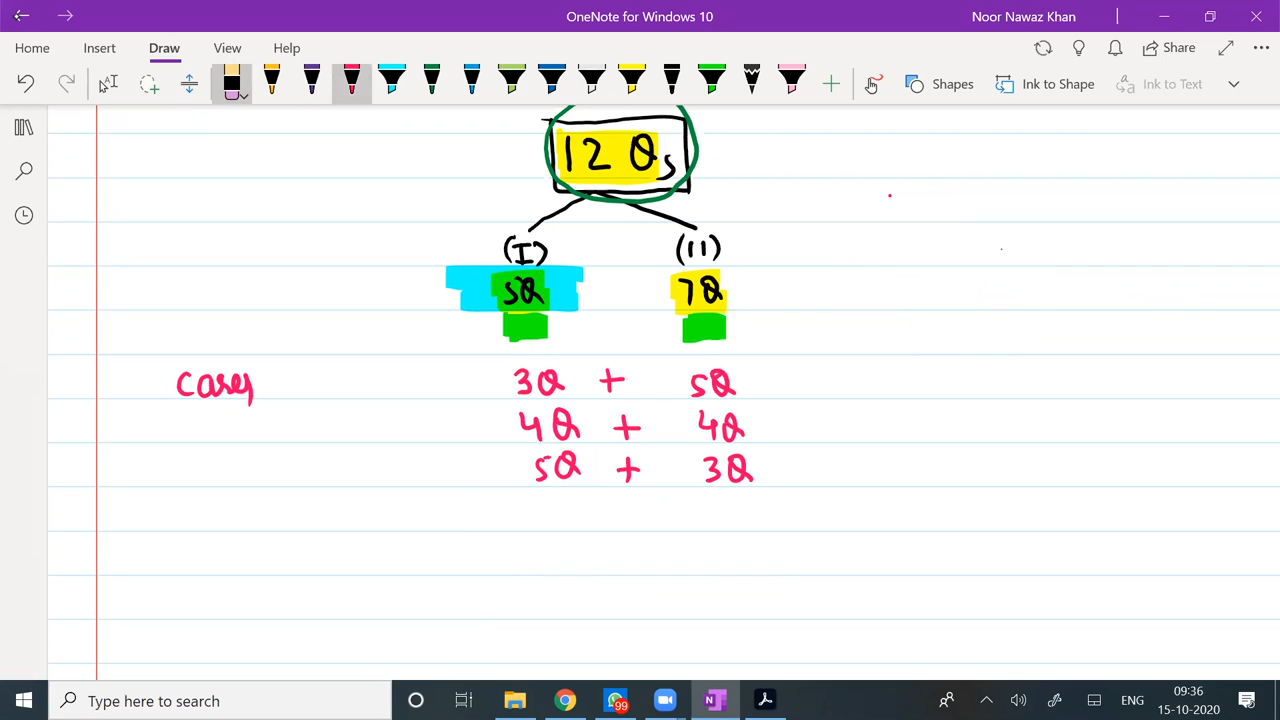 OneNote for Windows 10
Noor Nawaz Khan
Home Insert Draw View Help Share
Shapes Ink to Shape Ink to Text
12 Qs
(I) (II)
5Q 7Q
Cases 3Q + 5Q
4Q + 4Q
5Q + 3Q
Type here to search
99
ENG
09:36
15-10-2020